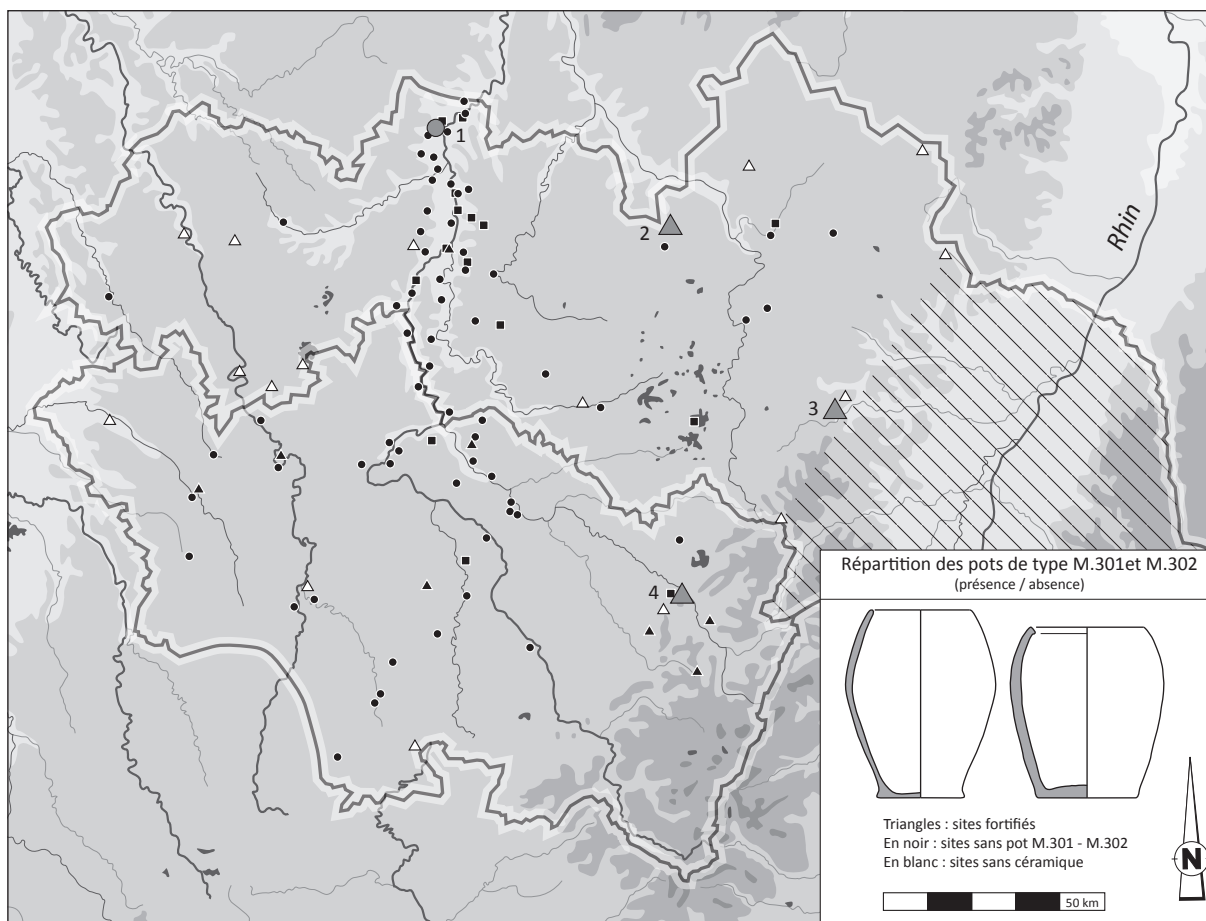 1
2
Rhin
3
4
Répartition des pots de type M.301et M.302
(présence / absence)
Triangles : sites fortifiés
En noir : sites sans pot M.301 - M.302
En blanc : sites sans céramique
50 km
N